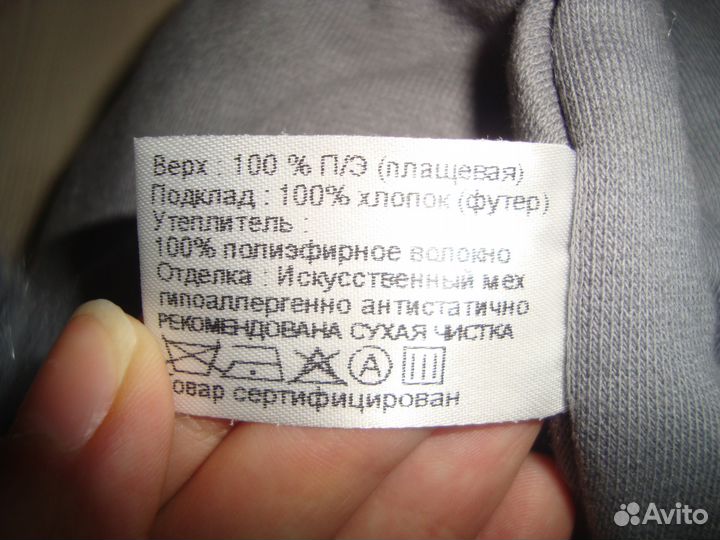 Верх : 100 % П/Э (плащевая)
Подклад : 100% хлопок (футер)
Утеплитель :
100% полиэфирное волокно
Отделка : Искусственный мех
гипоаллергенно антистатично
РЕКОМЕНДОВАНА СУХАЯ ЧИСТКА
A
овар сертифицирован
Avito